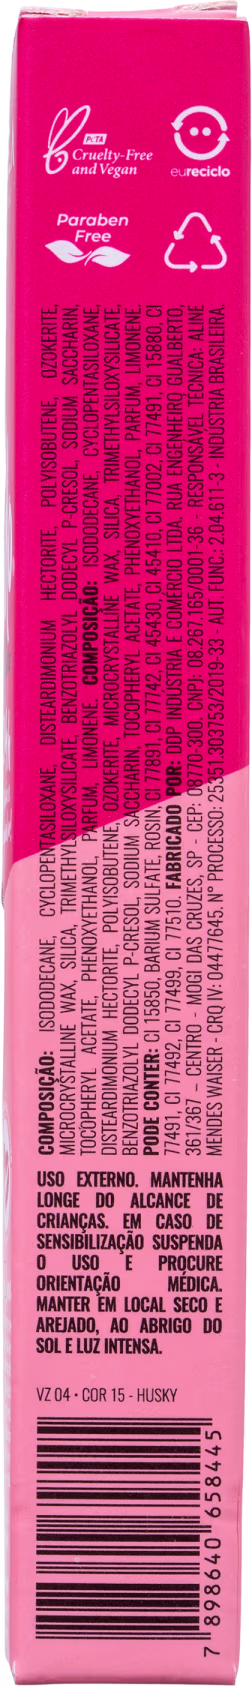 PETA
Cruelty-Free
and Vegan
eureciclo
Paraben
Free
COMPOSIÇÃO: ISODODECANE, CYCLOPENTASILOXANE, DISTEARDIMONIUM HECTORITE, POLYISOBUTENE, OZOKERITE,
MICROCRYSTALLINE WAX, SILICA, TRIMETHYLSILOXYSILICATE, BENZOTRIAZOLYL DODECYL P-CRESOL, SODIUM SACCHARIN,
TOCOPHERYL ACETATE, PHENOXYETHANOL, PARFUM, LIMONENE. COMPOSIÇÃO: ISODODECANE, CYCLOPENTASILOXANE,
DISTEARDIMONIUM HECTORITE, POLYISOBUTENE, OZOKERITE, MICROCRYSTALLINE WAX, SILICA, TRIMETHYLSILOXYSILICATE,
BENZOTRIAZOLYL DODECYL P-CRESOL, SODIUM SACCHARIN, TOCOPHERYL ACETATE, PHENOXYETHANOL, PARFUM, LIMONENE.
PODE CONTER: CI 15850, BARIUM SULFATE, ROSIN, CI 77891, CI 77742, CI 45430, CI 45410, CI 77002, CI 77491, CI 15880, CI
77491, CI 77492, CI 77499, CI 77510. FABRICADO POR: DDP INDUSTRIA E COMERCIO LTDA, RUA ENGENHEIRO GUALBERTO,
361/367 – CENTRO - MOGI DAS CRUZES, SP - CEP: 08770-300. CNPJ: 08.267.165/0001-36 - RESPONSÁVEL TÉCNICA: ALINE
MENDES WAISER - CRQ IV: 04477645. Nº PROCESSO: 25351.303753/2019-33 - AUT. FUNC.: 2.04.611-3 - INDUSTRIA BRASILEIRA.
USO EXTERNO. MANTENHA
LONGE DO ALCANCE DE
CRIANÇAS. EM CASO DE
SENSIBILIZAÇÃO SUSPENDA
O USO E PROCURE
ORIENTAÇÃO MÉDICA.
MANTER EM LOCAL SECO E
AREJADO, AO ABRIGO DO
SOL E LUZ INTENSA.
VZ 04 • COR 15 - HUSKY
7 898640 658445